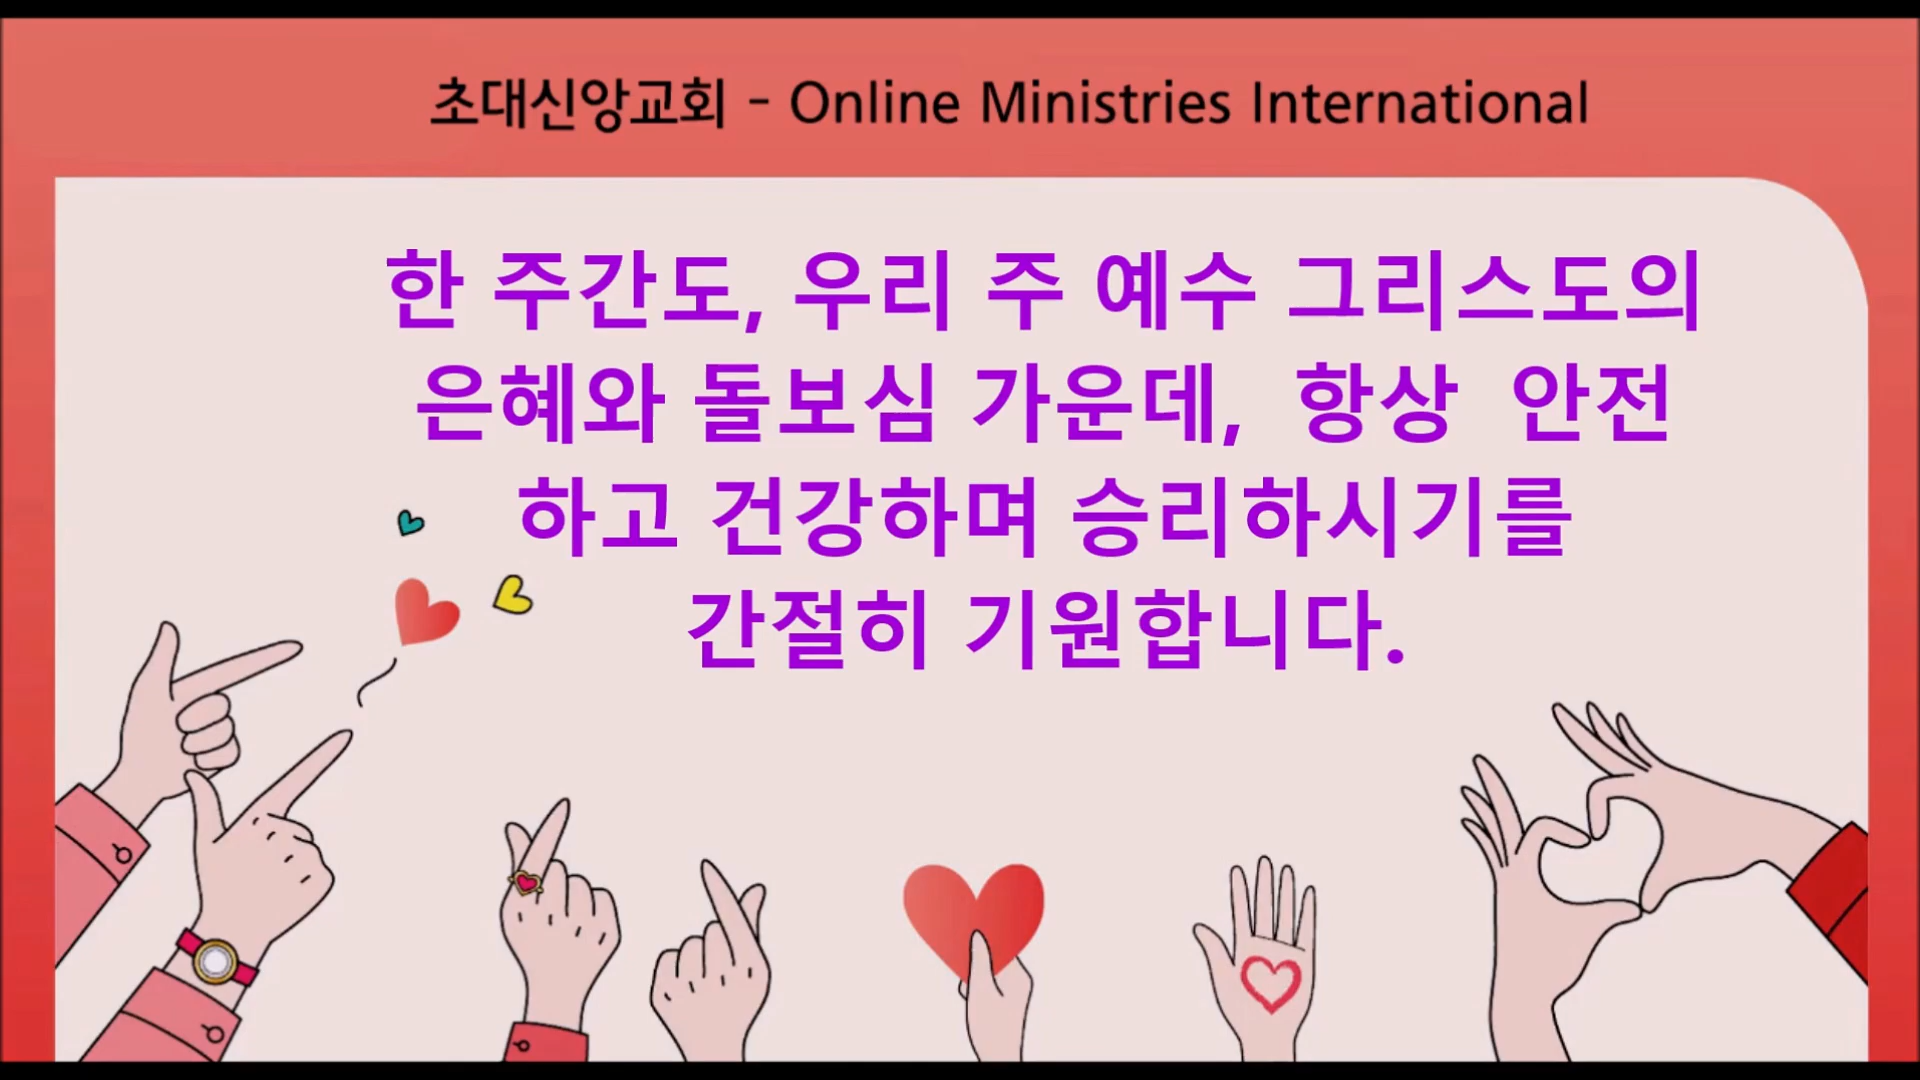 초대신앙교회 - Online Ministries International
한 주간도, 우리 주 예수 그리스도의
은혜와 돌보심 가운데, 항상 안전
하고 건강하며 승리하시기를
간절히 기원합니다.